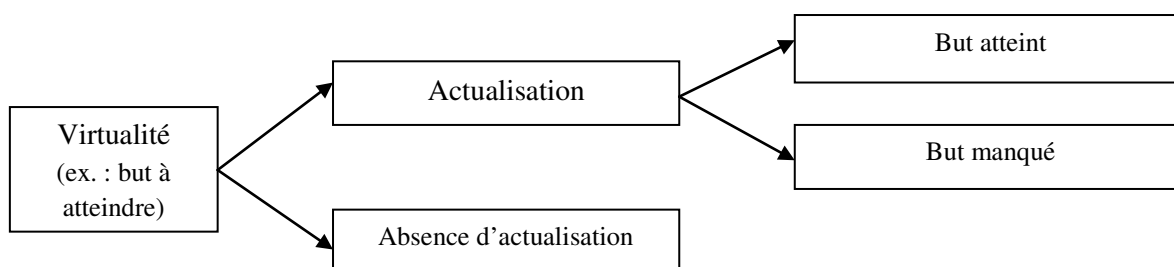 Virtualité
(ex. : but à
atteindre)
Actualisation
Absence d’actualisation
But atteint
But manqué